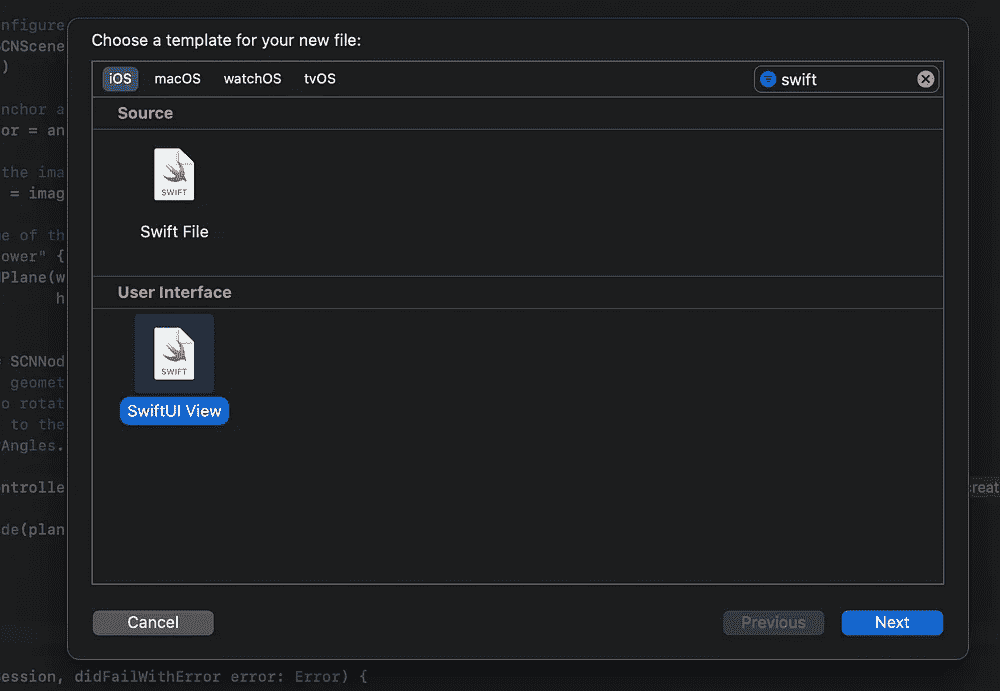 Choose a template for your new file:
iOS macOS watchOS tvOS swift
Source
SWIFT
Swift File
User Interface
SWIFT
SwiftUI View
Cancel Previous Next
nfigure
CNScene
)
nchor a
or = an
the ima
= imag
e of th
ower" {
Plane(w
h
= SCNNod
geomet
o rotat
to the
Angles.
ntrolle
creat
de(plan
ession, didFailWithError error: Error) {